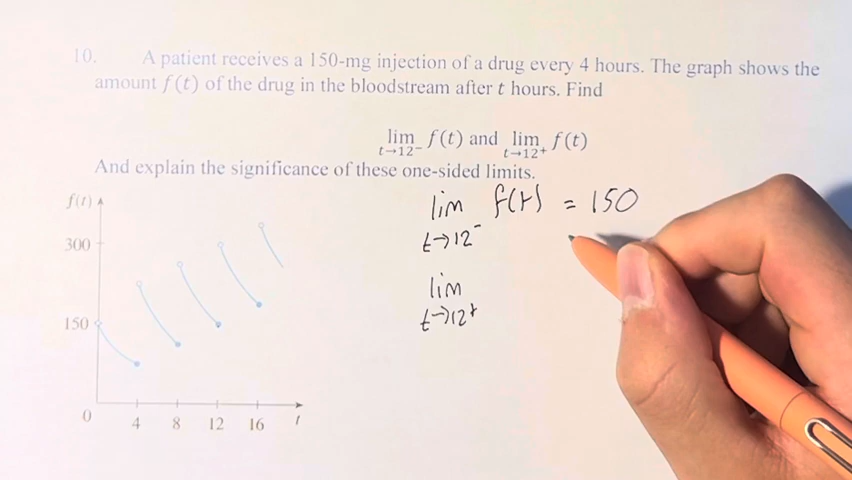 10. A patient receives a 150-mg injection of a drug every 4 hours. The graph shows the
amount f(t) of the drug in the bloodstream after t hours. Find
lim f(t) and lim f(t)
t→12⁻ t→12⁺
And explain the significance of these one-sided limits.
lim f(t) = 150
t→12⁻
lim
t→12⁺
f(t)
300
150
0
4 8 12 16 t